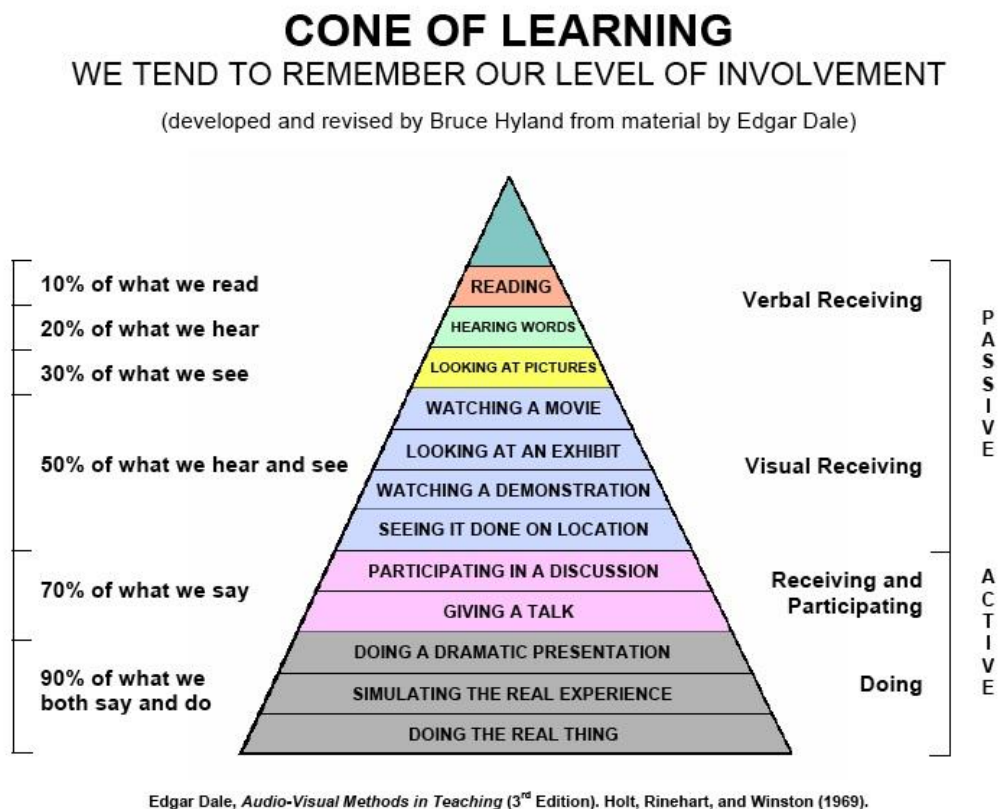 CONE OF LEARNING
WE TEND TO REMEMBER OUR LEVEL OF INVOLVEMENT
(developed and revised by Bruce Hyland from material by Edgar Dale)
10% of what we read
READING
Verbal Receiving
20% of what we hear
HEARING WORDS
30% of what we see
LOOKING AT PICTURES
WATCHING A MOVIE
50% of what we hear and see
LOOKING AT AN EXHIBIT
Visual Receiving
WATCHING A DEMONSTRATION
SEEING IT DONE ON LOCATION
PASSIVE
70% of what we say
PARTICIPATING IN A DISCUSSION
GIVING A TALK
Receiving and
Participating
90% of what we
both say and do
DOING A DRAMATIC PRESENTATION
SIMULATING THE REAL EXPERIENCE
DOING THE REAL THING
Doing
ACTIVE
Edgar Dale, Audio-Visual Methods in Teaching (3rd Edition). Holt, Rinehart, and Winston (1969).